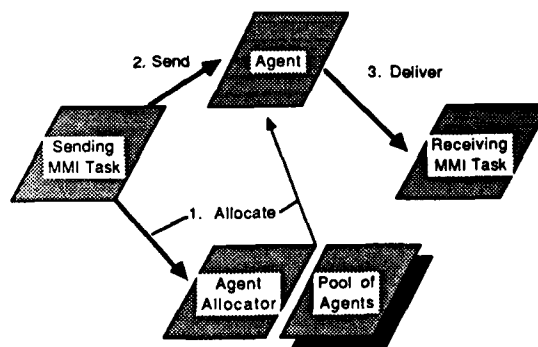 2. Send
Agent
3. Deliver
Sending
MMI Task
Receiving
MMI Task
1. Allocate
Agent
Allocator
Pool of
Agents